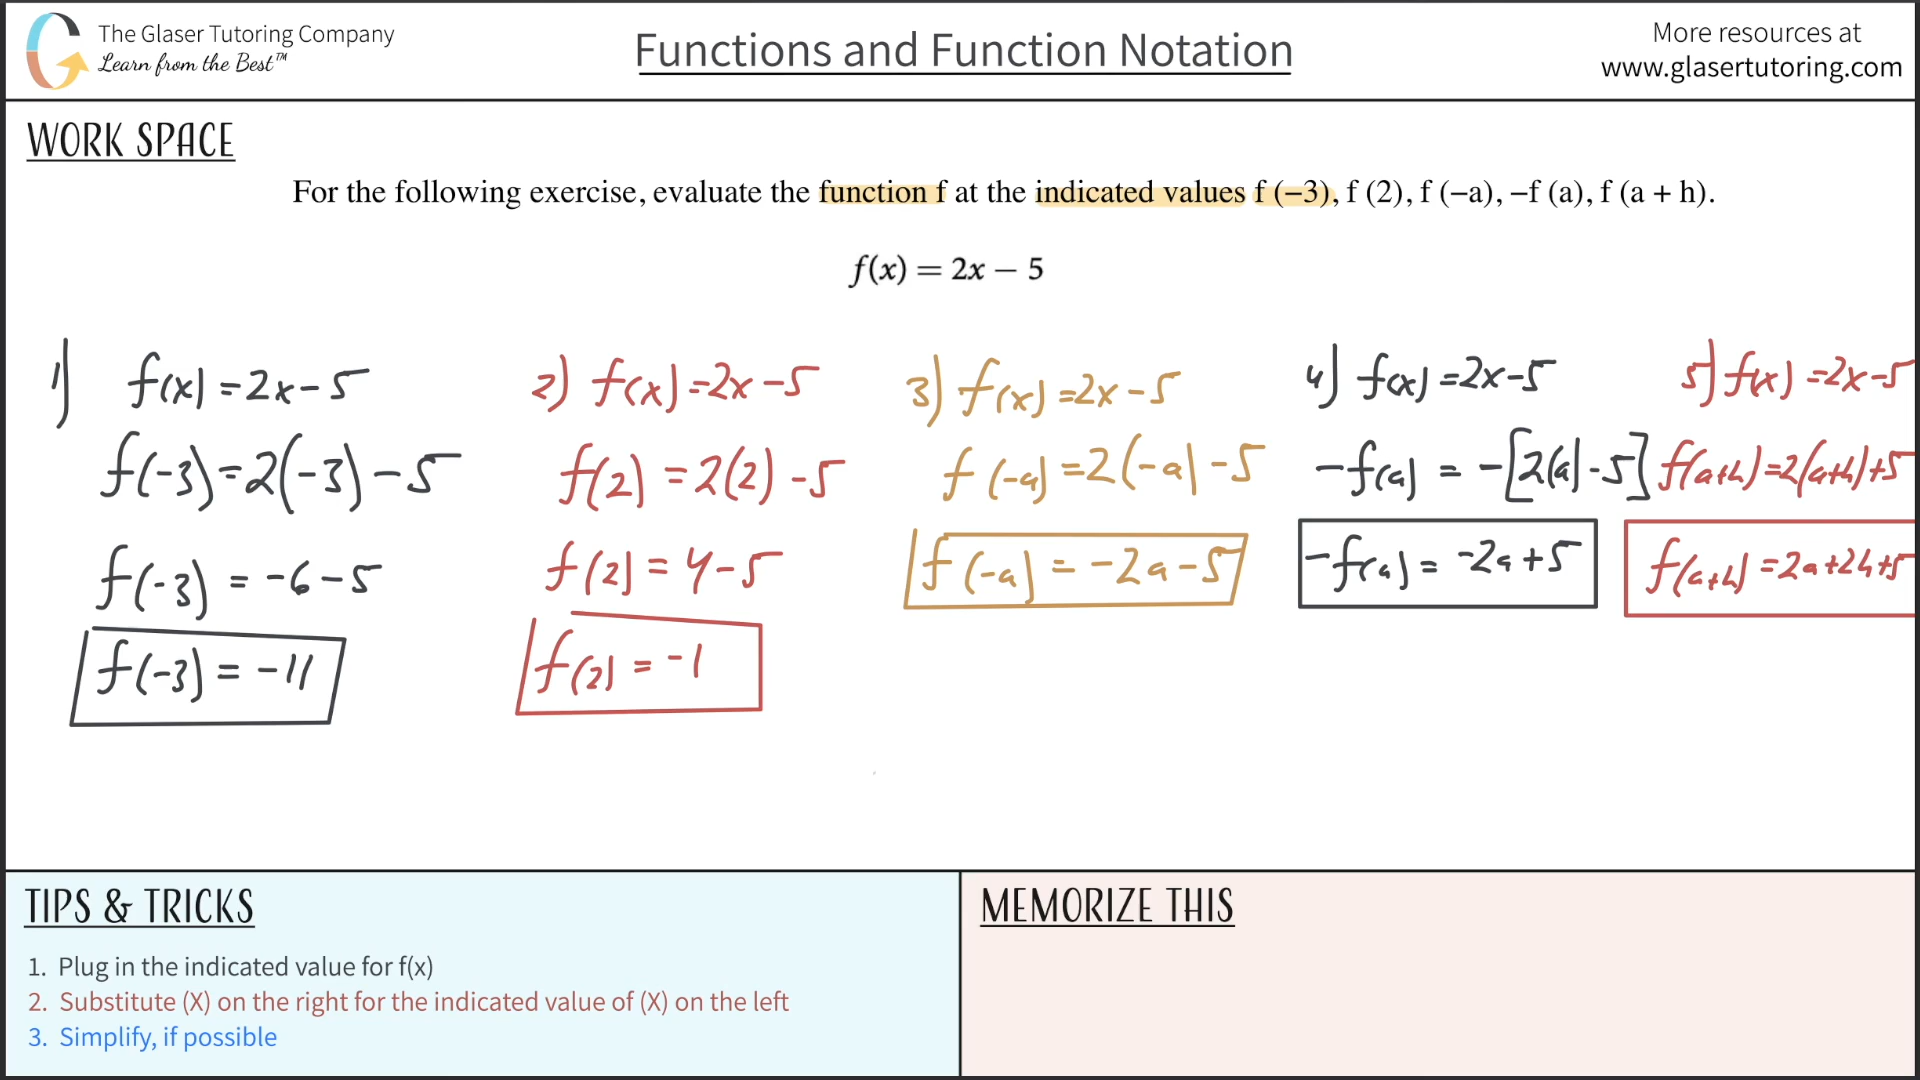 The Glaser Tutoring Company
Learn from the Best™
Functions and Function Notation
More resources at
www.glasertutoring.com
WORK SPACE
For the following exercise, evaluate the function f at the indicated values f (−3), f (2), f (−a), −f (a), f (a + h).
f(x) = 2x − 5
1) f(x) = 2x - 5
f(-3) = 2(-3) - 5
f(-3) = -6 - 5
f(-3) = -11
2) f(x) = 2x - 5
f(2) = 2(2) - 5
f(2) = 4 - 5
f(2) = -1
3) f(x) = 2x - 5
f(-a) = 2(-a) - 5
f(-a) = -2a - 5
4) f(x) = 2x - 5
-f(a) = -[2(a) - 5]
-f(a) = -2a + 5
5) f(x) = 2x - 5
f(a+h) = 2(a+h) + 5
f(a+h) = 2a + 2h + 5
TIPS & TRICKS
1. Plug in the indicated value for f(x)
2. Substitute (X) on the right for the indicated value of (X) on the left
3. Simplify, if possible
MEMORIZE THIS